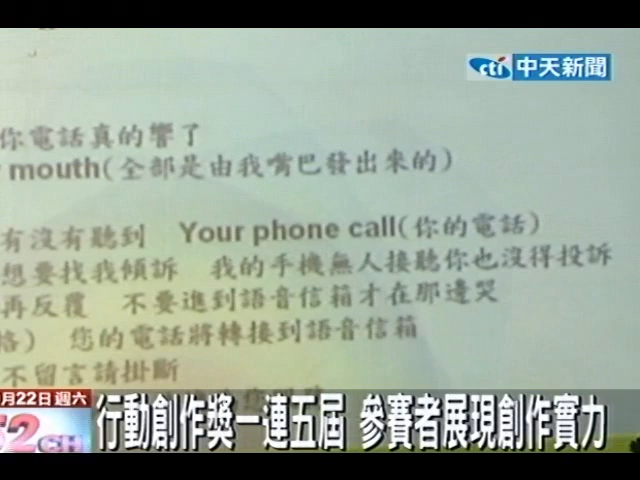 cti 中天新聞
你電話真的響了
mouth(全部是由我嘴巴發出來的)
有沒有聽到 Your phone call(你的電話)
想要找我傾訴 我的手機無人接聽你也沒得投訴
再反覆 不要進到語音信箱才在那邊哭
格) 您的電話將轉接到語音信箱
不留言請掛斷
月22日週六
52CH
行動創作獎一連五屆 參賽者展現創作實力